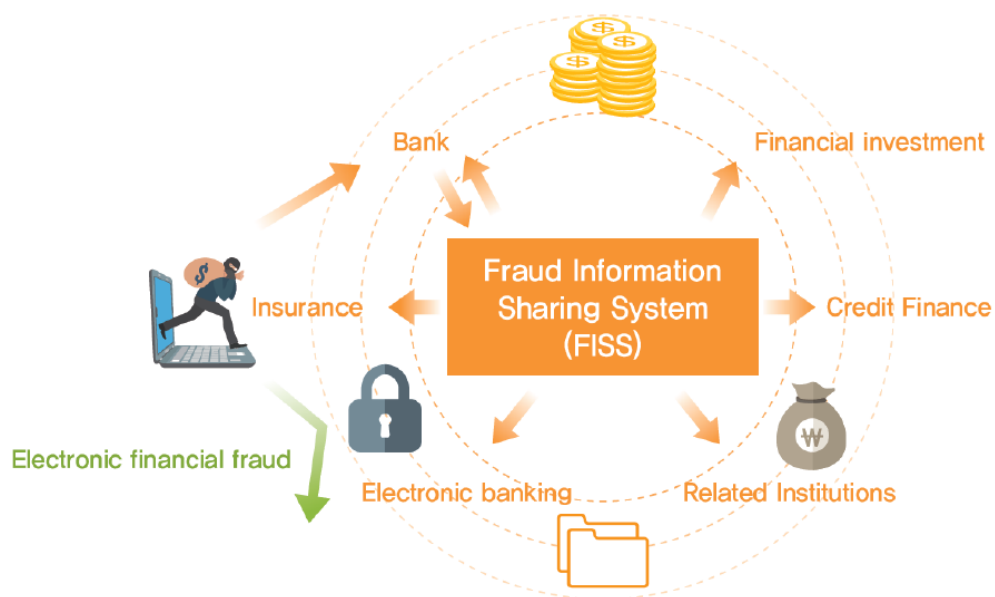 Bank
Financial investment
Fraud Information
Sharing System
(FISS)
Insurance
Credit Finance
Electronic financial fraud
Electronic banking
Related Institutions